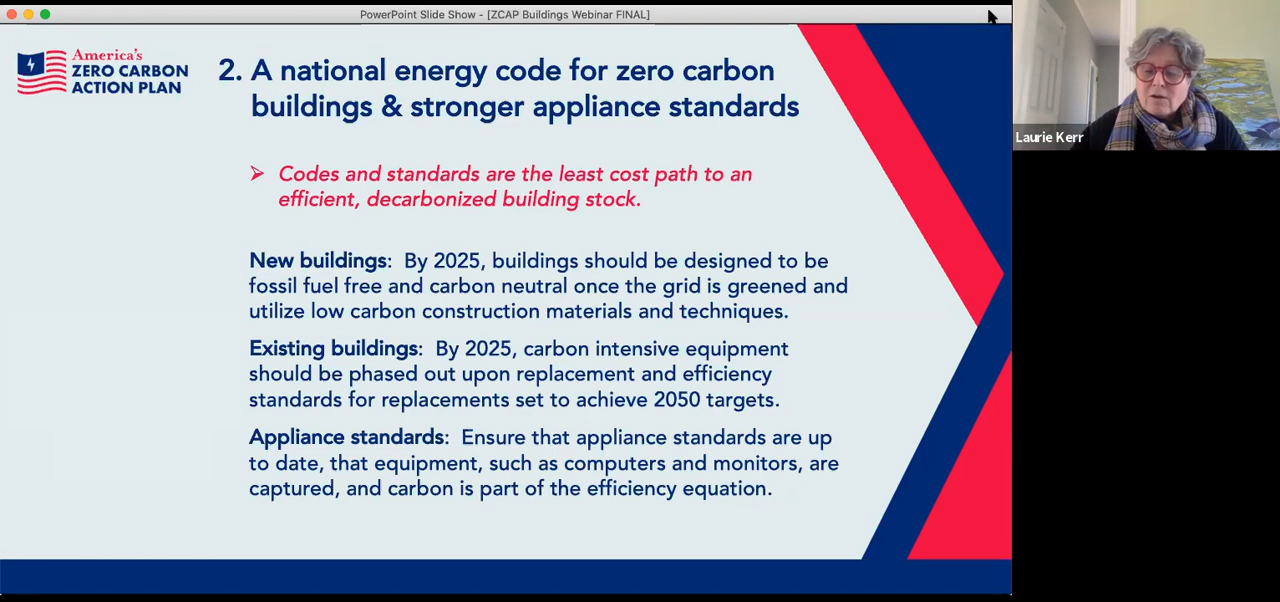 PowerPoint Slide Show - [ZCAP Buildings Webinar FINAL]
America's
ZERO CARBON
ACTION PLAN
2. A national energy code for zero carbon
buildings & stronger appliance standards
➢ Codes and standards are the least cost path to an
efficient, decarbonized building stock.
New buildings: By 2025, buildings should be designed to be
fossil fuel free and carbon neutral once the grid is greened and
utilize low carbon construction materials and techniques.
Existing buildings: By 2025, carbon intensive equipment
should be phased out upon replacement and efficiency
standards for replacements set to achieve 2050 targets.
Appliance standards: Ensure that appliance standards are up
to date, that equipment, such as computers and monitors, are
captured, and carbon is part of the efficiency equation.
Laurie Kerr